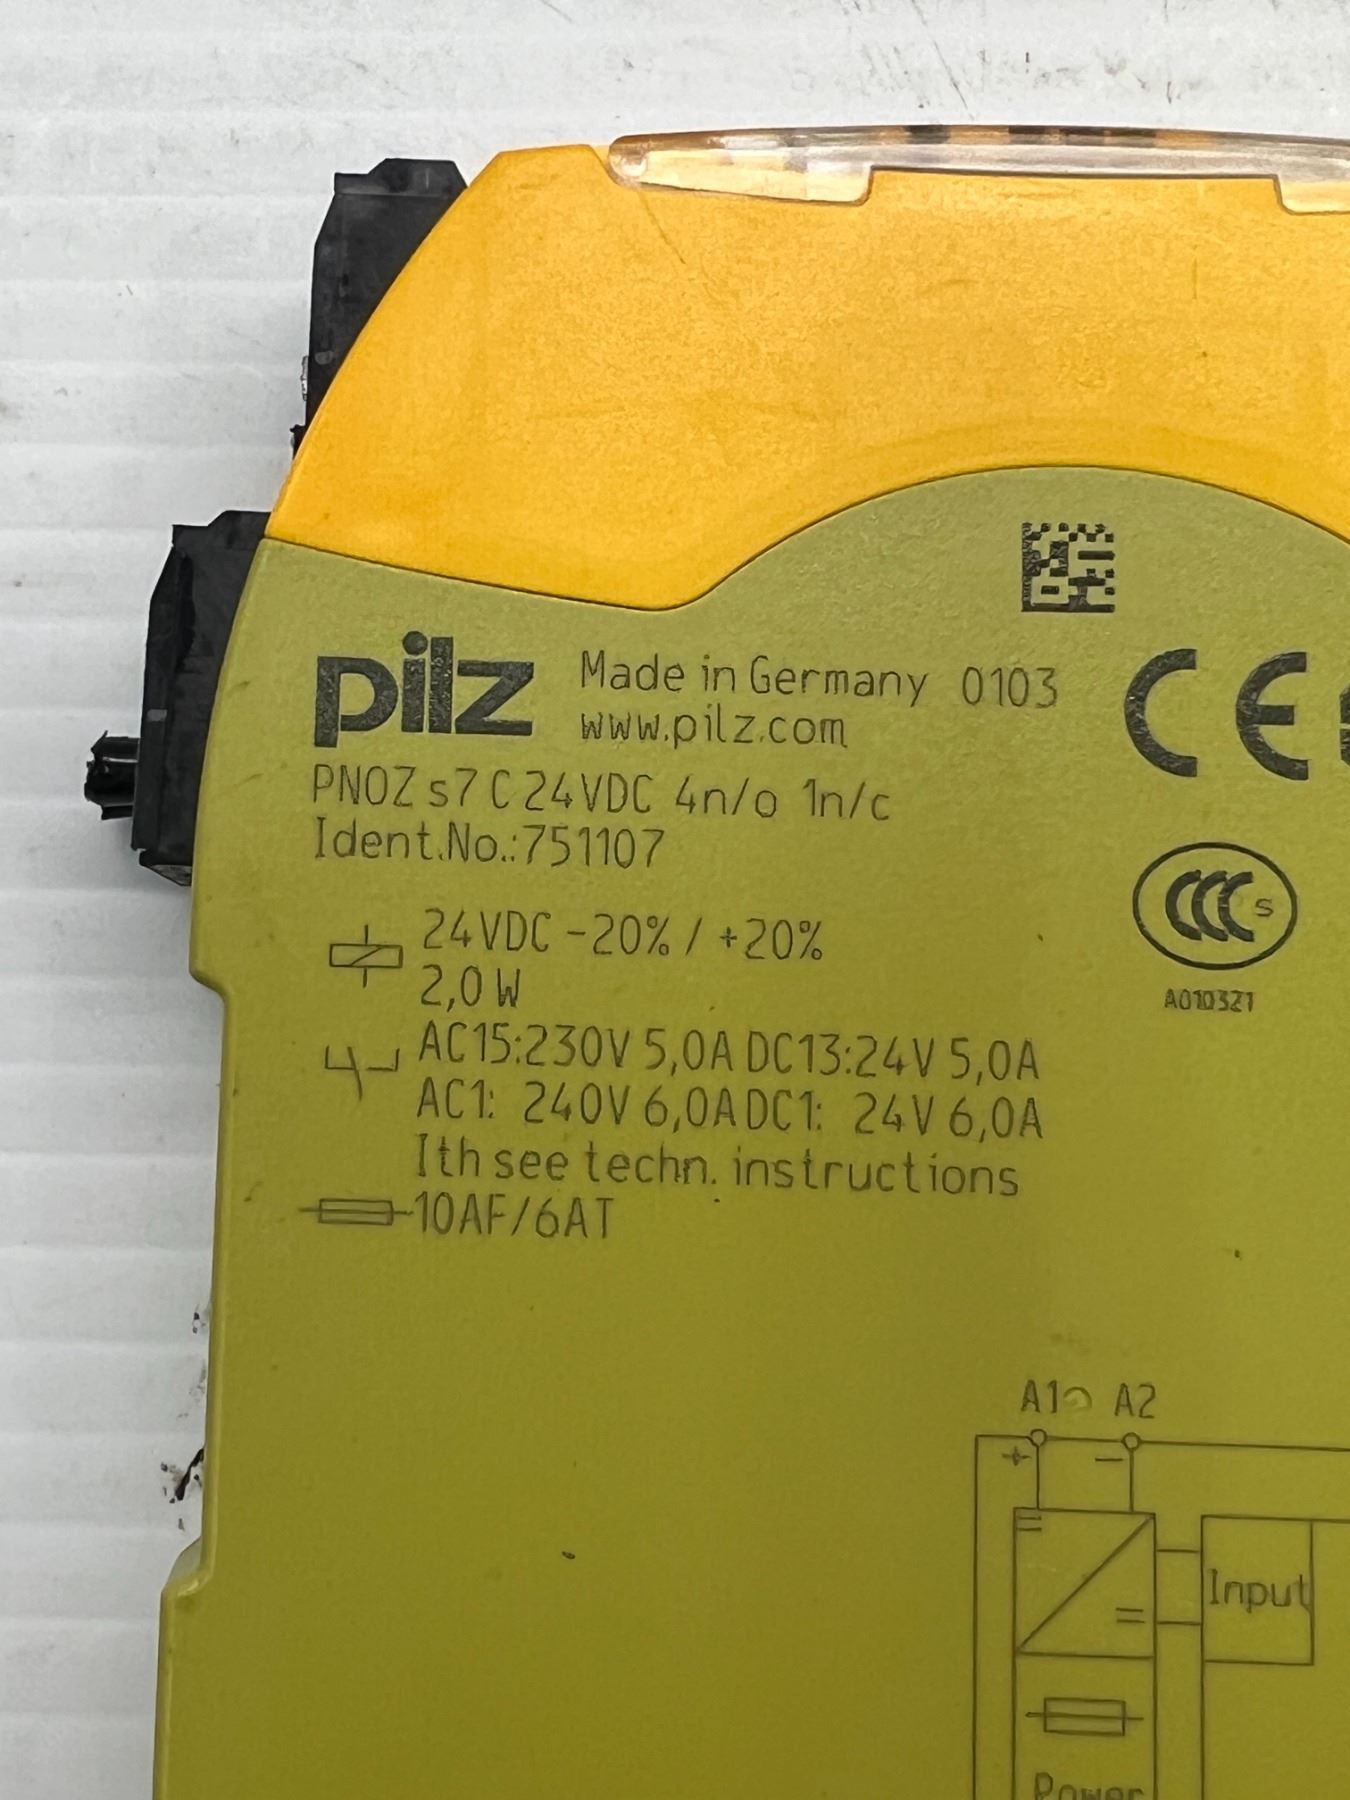 pilz Made in Germany 0103 CE
www.pilz.com
PNOZ s7 C 24VDC 4n/o 1n/c
Ident.No.:751107
CCC S
A0103Z1
24VDC -20% / +20%
2,0 W
AC15:230V 5,0A DC13:24V 5,0A
AC1: 240V 6,0A DC1: 24V 6,0A
Ith see techn. instructions
10AF/6AT
A1 A2
+ −
Input
Power